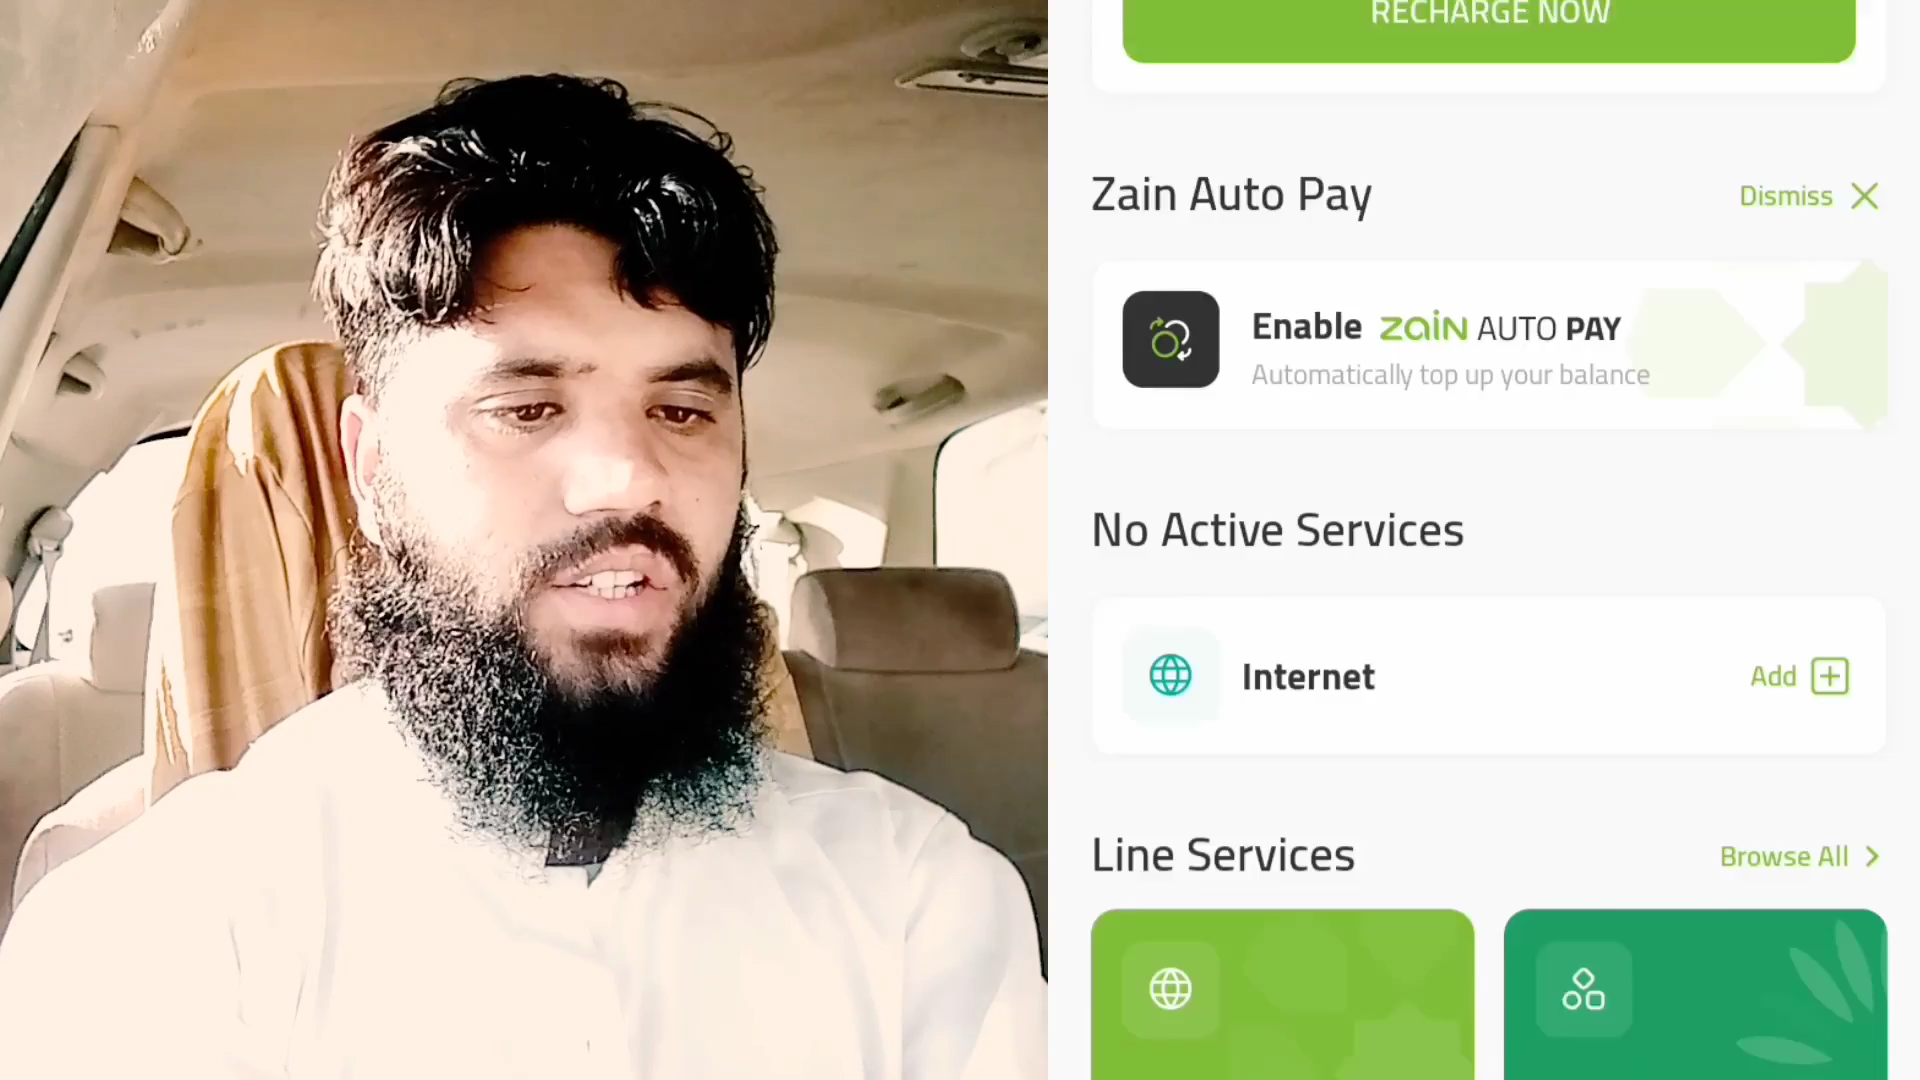 RECHARGE NOW
Zain Auto Pay
Dismiss
Enable zain AUTO PAY
Automatically top up your balance
No Active Services
Internet
Add
Line Services
Browse All